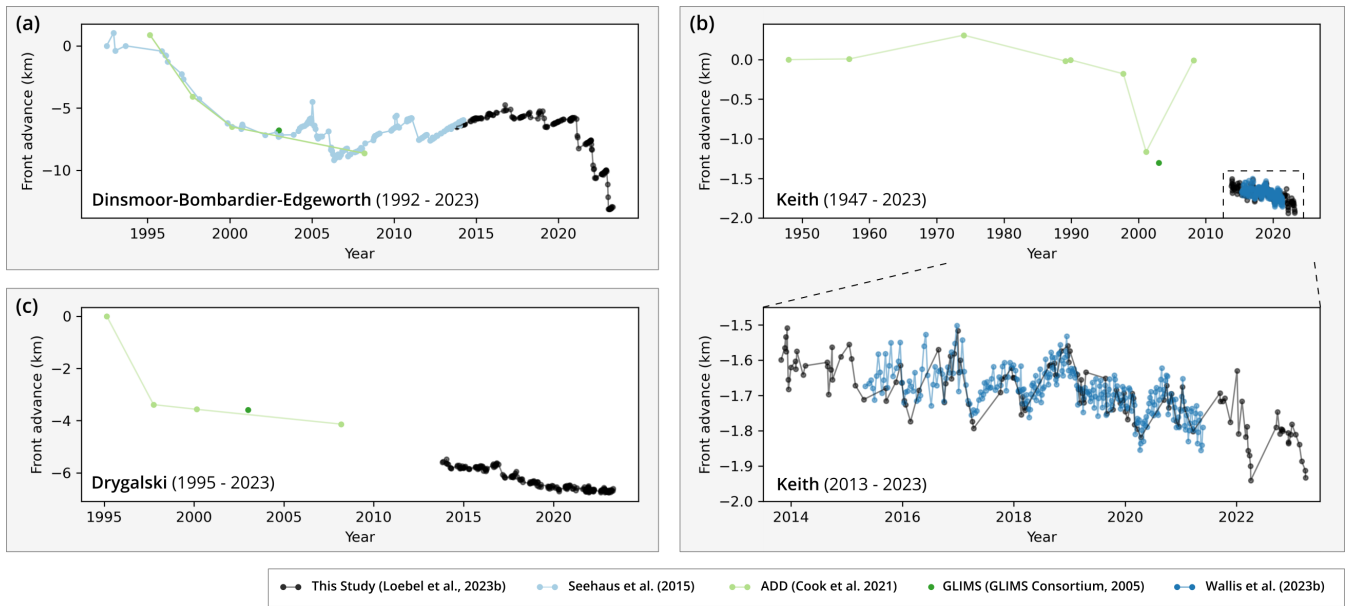 (a)
Front advance (km)
0
−5
−10
Dinsmoor-Bombardier-Edgeworth (1992 - 2023)
1995 2000 2005 2010 2015 2020
Year
(b)
Front advance (km)
0.0
−0.5
−1.0
−1.5
−2.0
Keith (1947 - 2023)
1950 1960 1970 1980 1990 2000 2010 2020
Year
(c)
Front advance (km)
0
−2
−4
−6
Drygalski (1995 - 2023)
1995 2000 2005 2010 2015 2020
Year
Front advance (km)
−1.5
−1.6
−1.7
−1.8
−1.9
−2.0
Keith (2013 - 2023)
2014 2016 2018 2020 2022
Year
This Study (Loebel et al., 2023b) Seehaus et al. (2015) ADD (Cook et al. 2021) GLIMS (GLIMS Consortium, 2005) Wallis et al. (2023b)